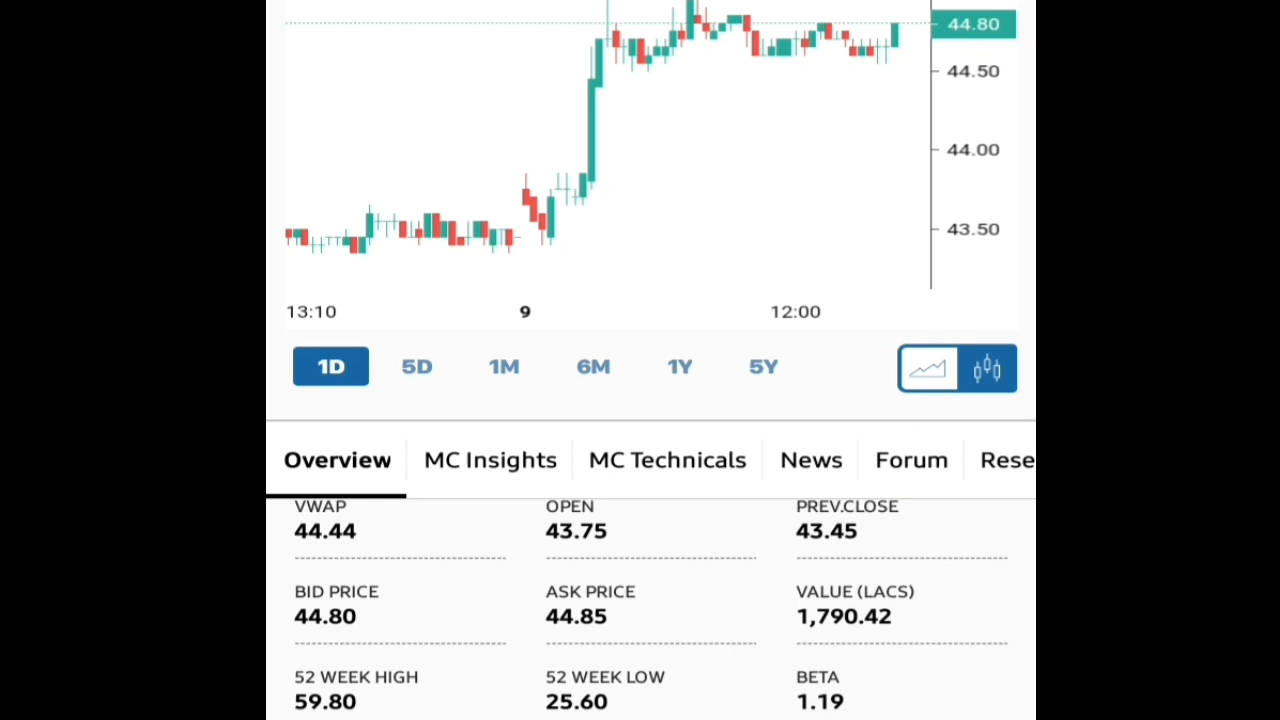 44.80
44.50
44.00
43.50
13:10 9 12:00
1D 5D 1M 6M 1Y 5Y
Overview MC Insights MC Technicals News Forum Rese
VWAP OPEN PREV.CLOSE
44.44 43.75 43.45
BID PRICE ASK PRICE VALUE (LACS)
44.80 44.85 1,790.42
52 WEEK HIGH 52 WEEK LOW BETA
59.80 25.60 1.19